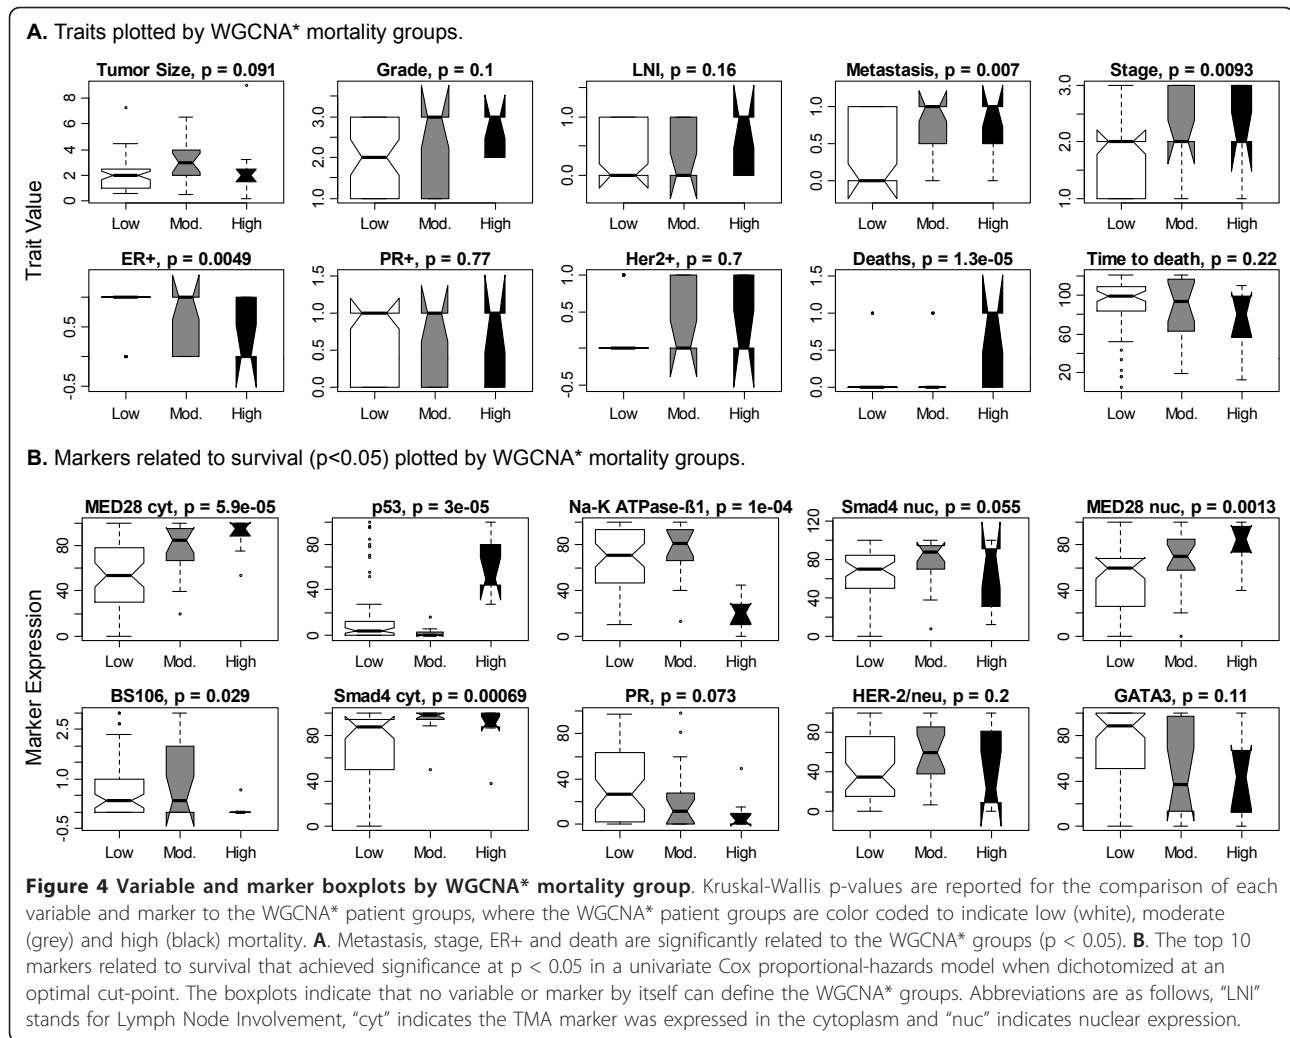 A. Traits plotted by WGCNA* mortality groups.
Tumor Size, p = 0.091
Grade, p = 0.1
LNI, p = 0.16
Metastasis, p = 0.007
Stage, p = 0.0093
0 2 4 6 8
1.0 2.0 3.0
0.0 1.0
0.0 0.5 1.0
1.0 2.0 3.0
Low Mod. High
Low Mod. High
Low Mod. High
Low Mod. High
Low Mod. High
Trait Value
ER+, p = 0.0049
PR+, p = 0.77
Her2+, p = 0.7
Deaths, p = 1.3e-05
Time to death, p = 0.22
-0.5 0.5
0.0 0.5 1.0 1.5
-0.5 0.5 1.0
0.0 0.5 1.0 1.5
20 60 100
Low Mod. High
Low Mod. High
Low Mod. High
Low Mod. High
Low Mod. High
B. Markers related to survival (p<0.05) plotted by WGCNA* mortality groups.
MED28 cyt, p = 5.9e-05
p53, p = 3e-05
Na-K ATPase-ß1, p = 1e-04
Smad4 nuc, p = 0.055
MED28 nuc, p = 0.0013
0 40 80
0 40 80
0 40 80
0 40 80 120
0 40 80
Low Mod. High
Low Mod. High
Low Mod. High
Low Mod. High
Low Mod. High
Marker Expression
BS106, p = 0.029
Smad4 cyt, p = 0.00069
PR, p = 0.073
HER-2/neu, p = 0.2
GATA3, p = 0.11
-0.5 1.0 2.5
0 40 80
0 40 80
0 40 80
0 40 80
Low Mod. High
Low Mod. High
Low Mod. High
Low Mod. High
Low Mod. High
Figure 4 Variable and marker boxplots by WGCNA* mortality group. Kruskal-Wallis p-values are reported for the comparison of each
variable and marker to the WGCNA* patient groups, where the WGCNA* patient groups are color coded to indicate low (white), moderate
(grey) and high (black) mortality. A. Metastasis, stage, ER+ and death are significantly related to the WGCNA* groups (p < 0.05). B. The top 10
markers related to survival that achieved significance at p < 0.05 in a univariate Cox proportional-hazards model when dichotomized at an
optimal cut-point. The boxplots indicate that no variable or marker by itself can define the WGCNA* groups. Abbreviations are as follows, “LNI”
stands for Lymph Node Involvement, “cyt” indicates the TMA marker was expressed in the cytoplasm and “nuc” indicates nuclear expression.